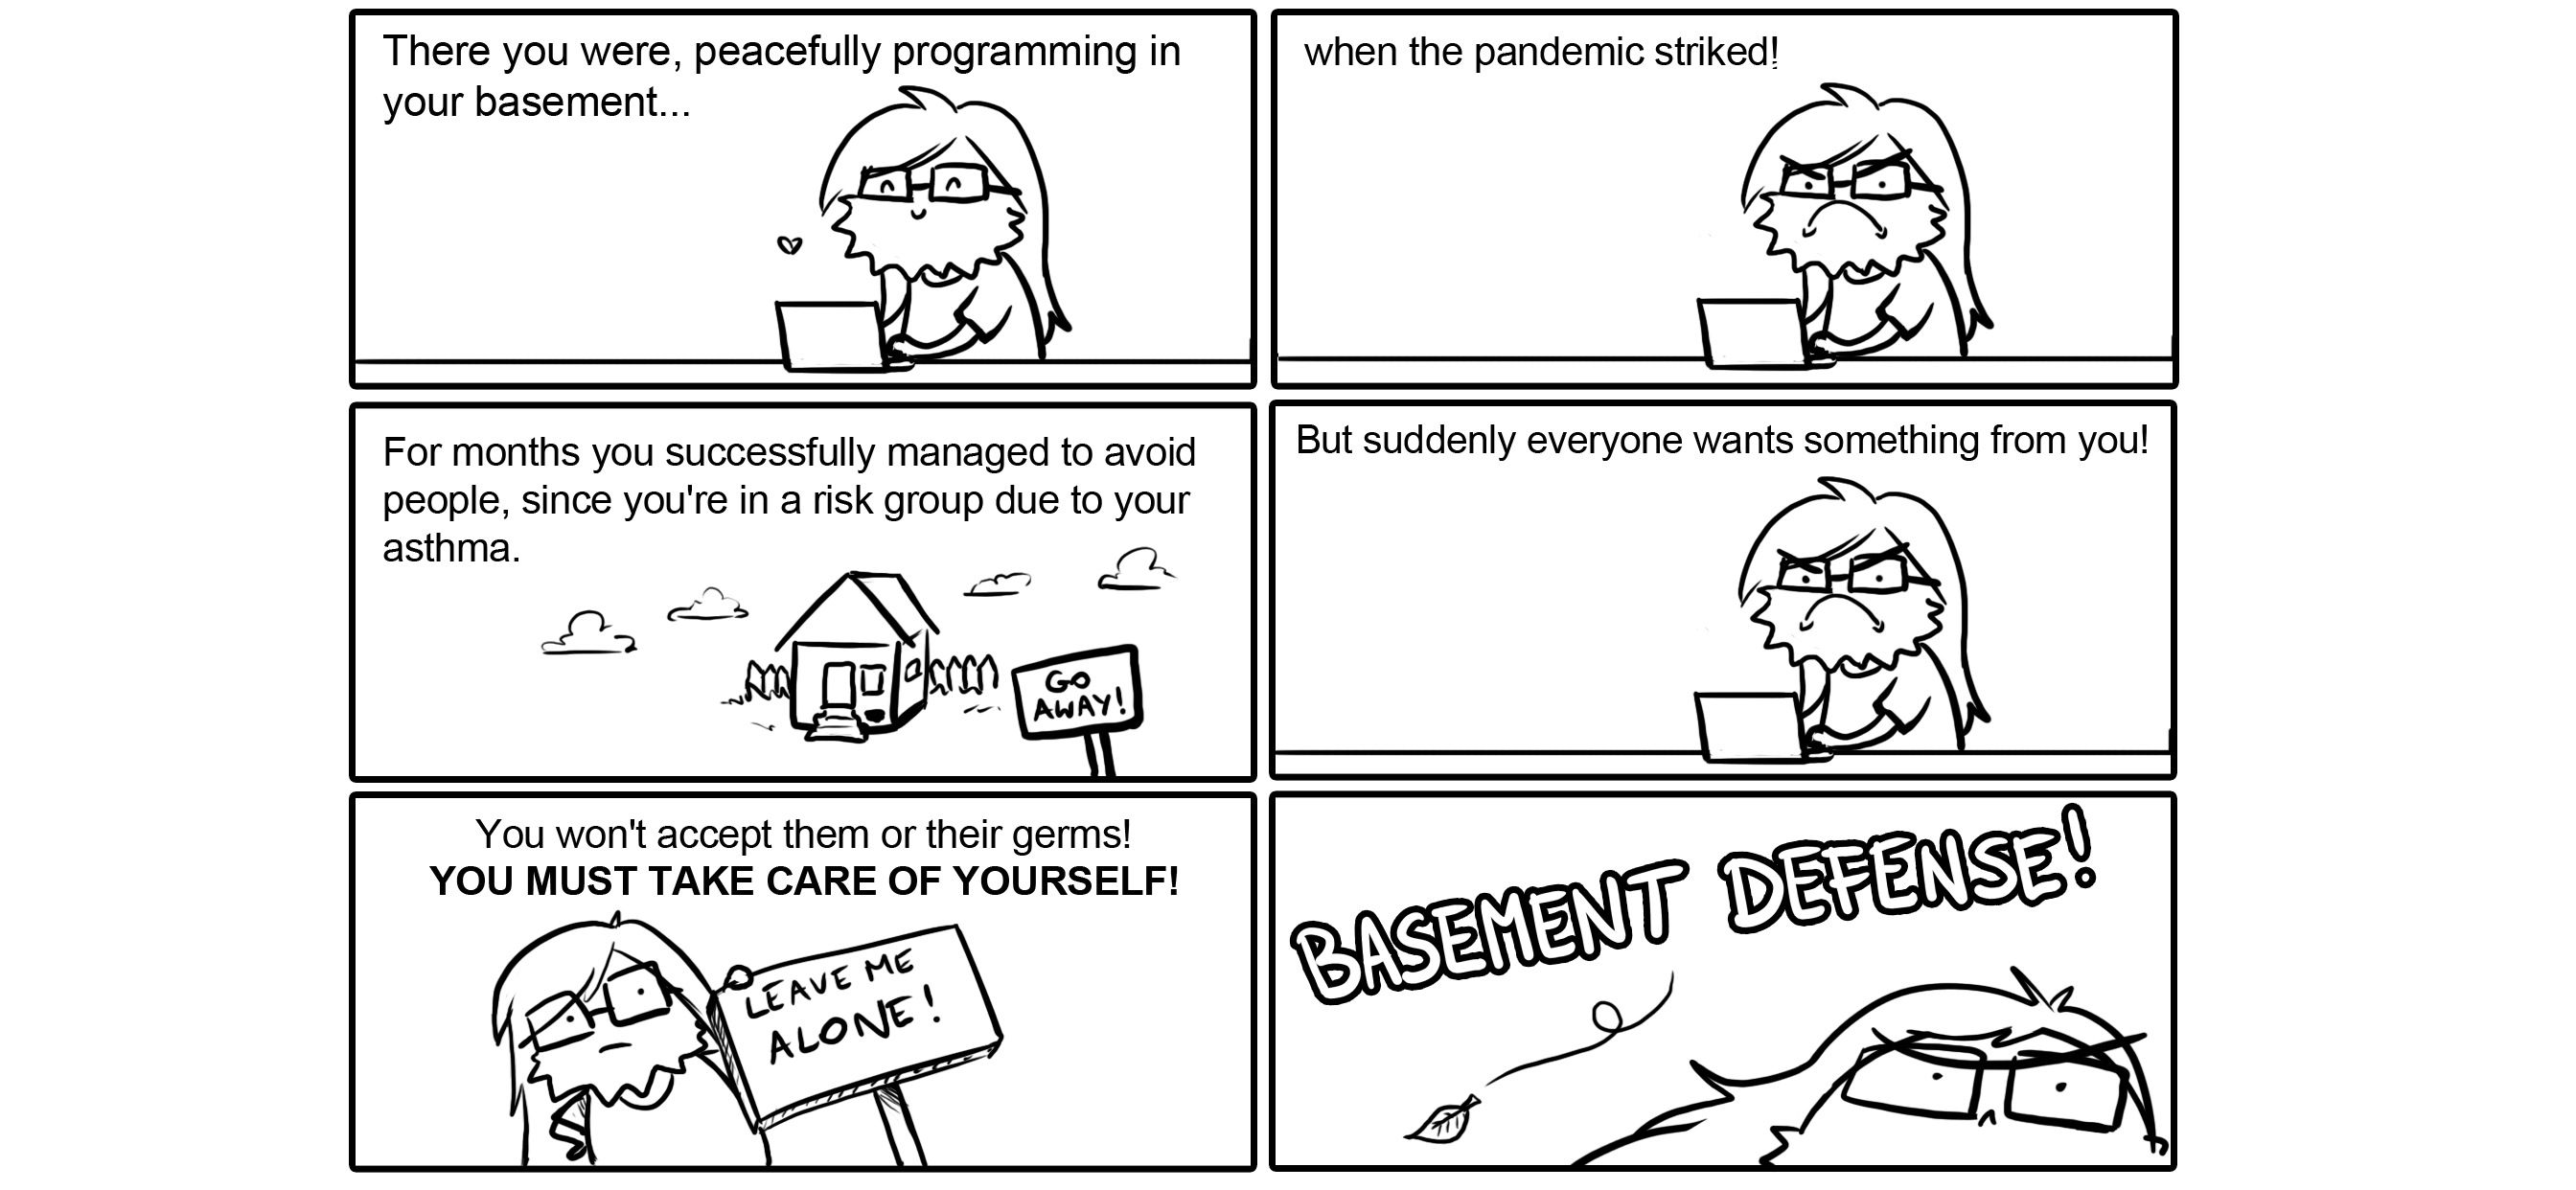 There you were, peacefully programming in
your basement...
when the pandemic striked!
For months you successfully managed to avoid
people, since you're in a risk group due to your
asthma.
GO
AWAY!
But suddenly everyone wants something from you!
You won't accept them or their germs!
YOU MUST TAKE CARE OF YOURSELF!
LEAVE ME
ALONE!
BASEMENT DEFENSE!